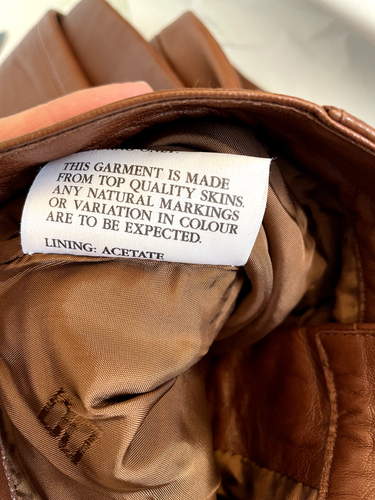 THIS GARMENT IS MADE
FROM TOP QUALITY SKINS.
ANY NATURAL MARKINGS
OR VARIATION IN COLOUR
ARE TO BE EXPECTED.
LINING: ACETATE